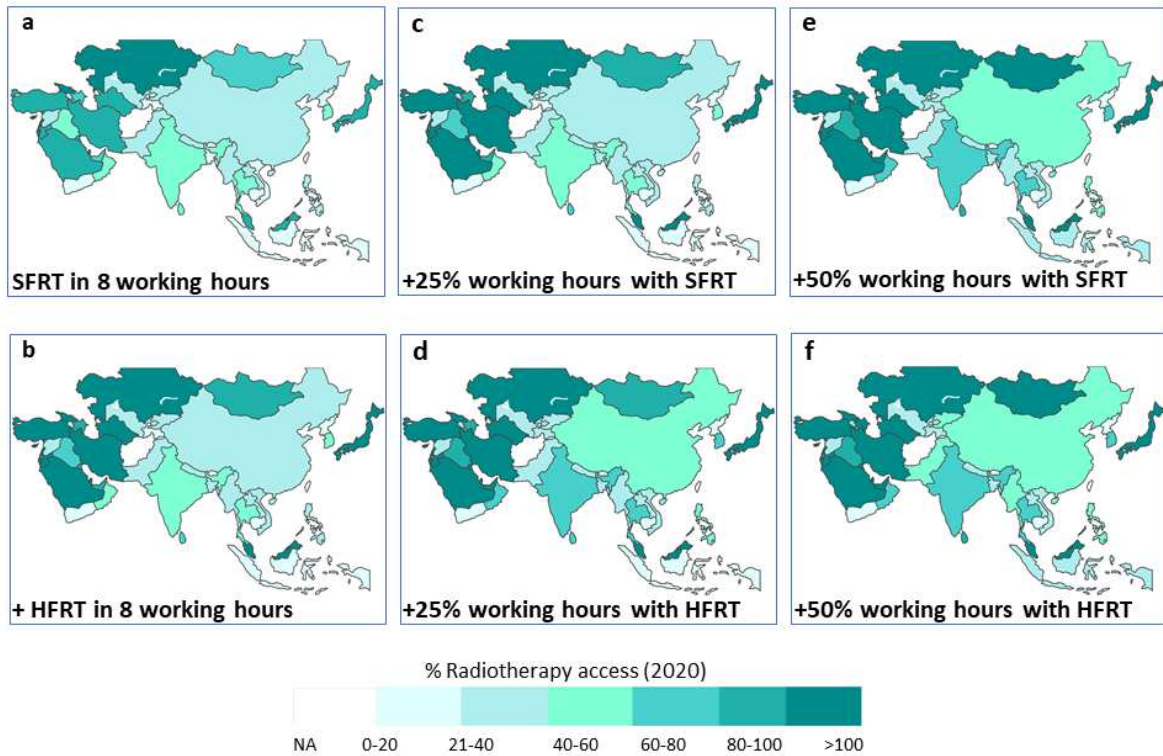 a
c
e
SFRT in 8 working hours
+25% working hours with SFRT
+50% working hours with SFRT
b
d
f
+ HFRT in 8 working hours
+25% working hours with HFRT
+50% working hours with HFRT
% Radiotherapy access (2020)
NA 0-20 21-40 40-60 60-80 80-100 >100